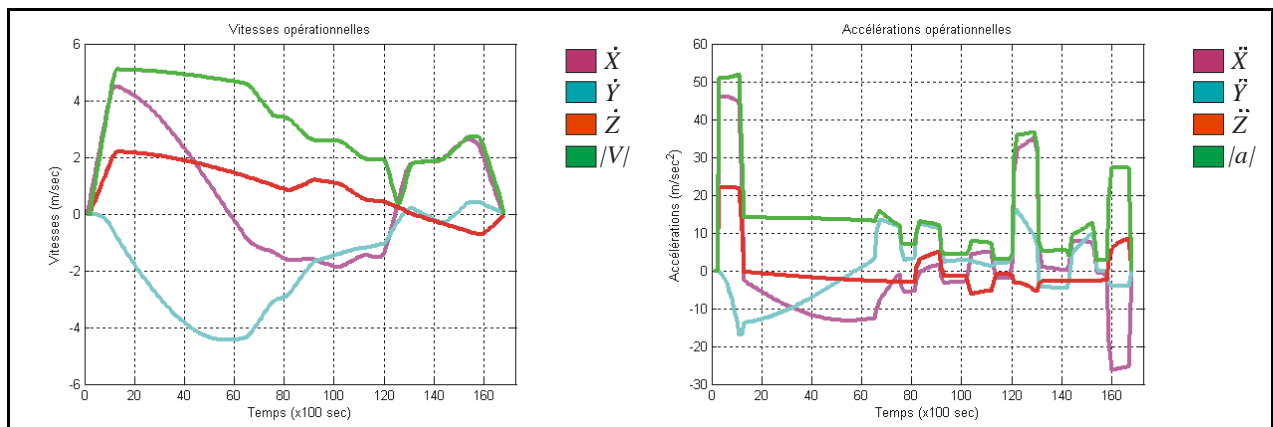 Vitesses opérationnelles
6
4
2
0
-2
-4
-6
Vitesses (m/sec)
0 20 40 60 80 100 120 140 160
Temps (x100 sec)
Ẋ
Ẏ
Ż
|V|
Accélérations opérationnelles
60
50
40
30
20
10
0
-10
-20
-30
Accélérations (m/sec²)
0 20 40 60 80 100 120 140 160
Temps (x100 sec)
Ẍ
Ÿ
Z̈
|a|